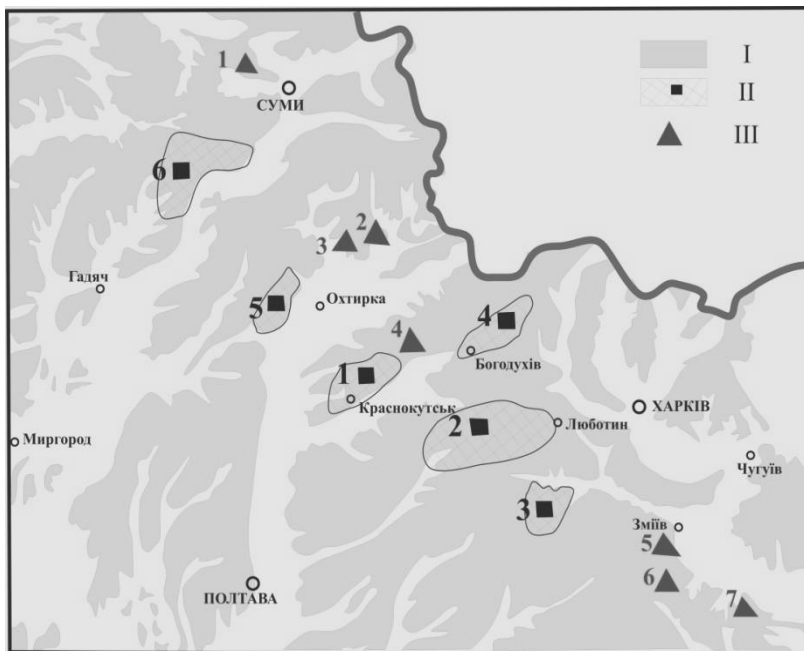 1
СУМИ
I
II
III
6
2
3
Гадяч
5
Охтирка
4
4
Богодухів
1
Краснокутськ
2
Люботин
ХАРКІВ
Миргород
Чугуїв
3
Зміїв
5
6
7
ПОЛТАВА